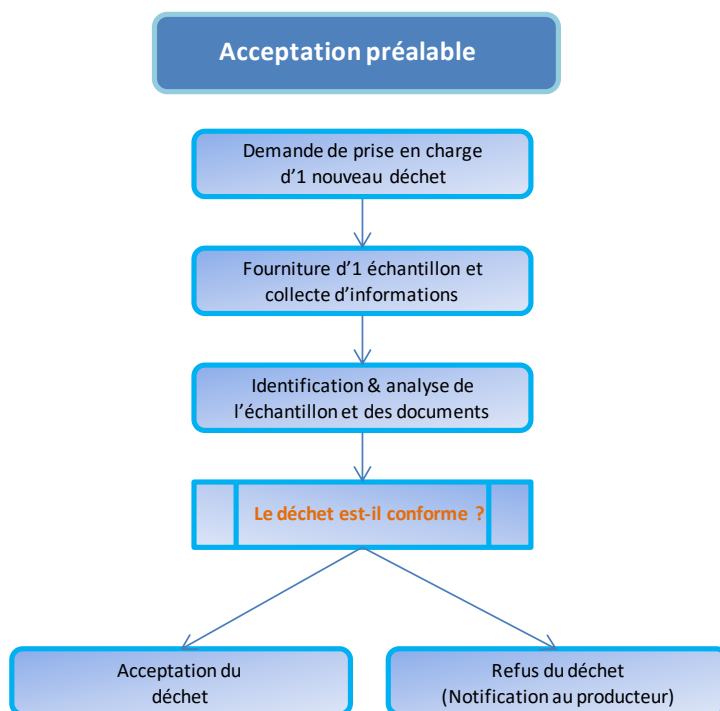 Acceptation préalable
Demande de prise en charge
d'1 nouveau déchet
Fourniture d'1 échantillon et
collecte d'informations
Identification & analyse de
l'échantillon et des documents
Le déchet est-il conforme ?
Acceptation du
déchet
Refus du déchet
(Notification au producteur)